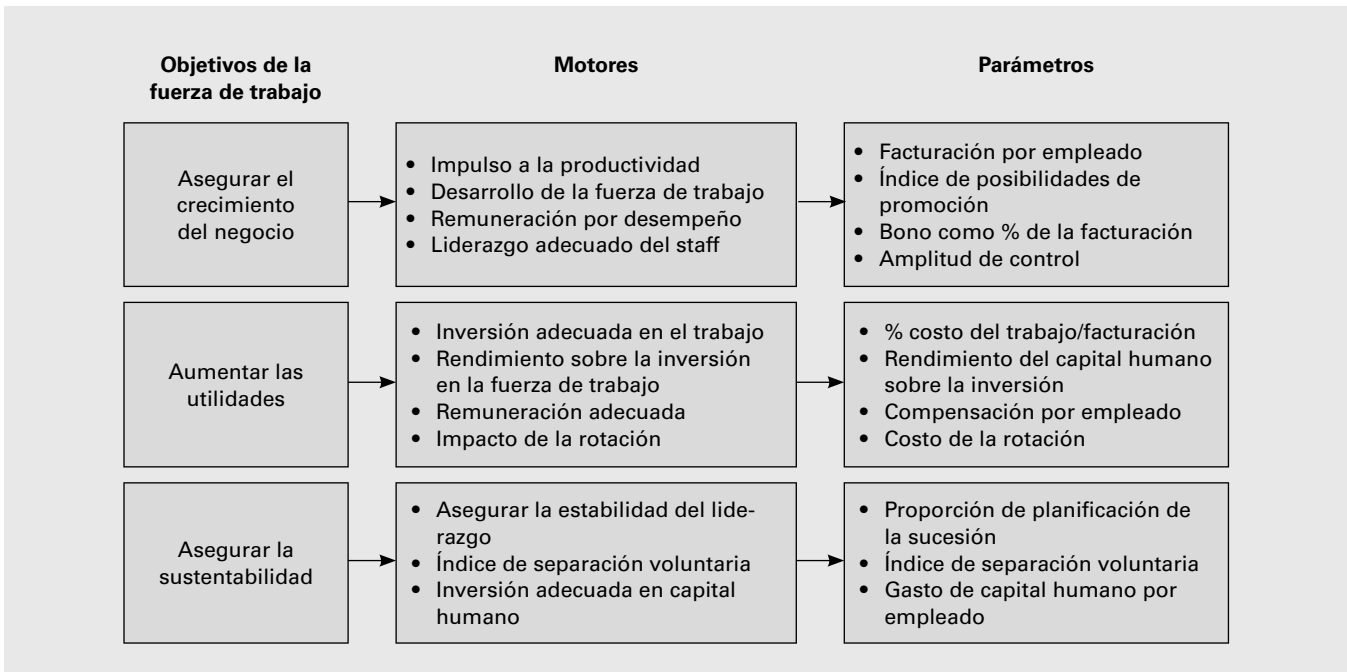 Objetivos de la
fuerza de trabajo
Motores
Parámetros
Asegurar el
crecimiento
del negocio
• Impulso a la productividad
• Desarrollo de la fuerza de trabajo
• Remuneración por desempeño
• Liderazgo adecuado del staff
• Facturación por empleado
• Índice de posibilidades de
promoción
• Bono como % de la facturación
• Amplitud de control
Aumentar las
utilidades
• Inversión adecuada en el trabajo
• Rendimiento sobre la inversión
en la fuerza de trabajo
• Remuneración adecuada
• Impacto de la rotación
• % costo del trabajo/facturación
• Rendimiento del capital humano
sobre la inversión
• Compensación por empleado
• Costo de la rotación
Asegurar la
sustentabilidad
• Asegurar la estabilidad del lide-
razgo
• Índice de separación voluntaria
• Inversión adecuada en capital
humano
• Proporción de planificación de
la sucesión
• Índice de separación voluntaria
• Gasto de capital humano por
empleado